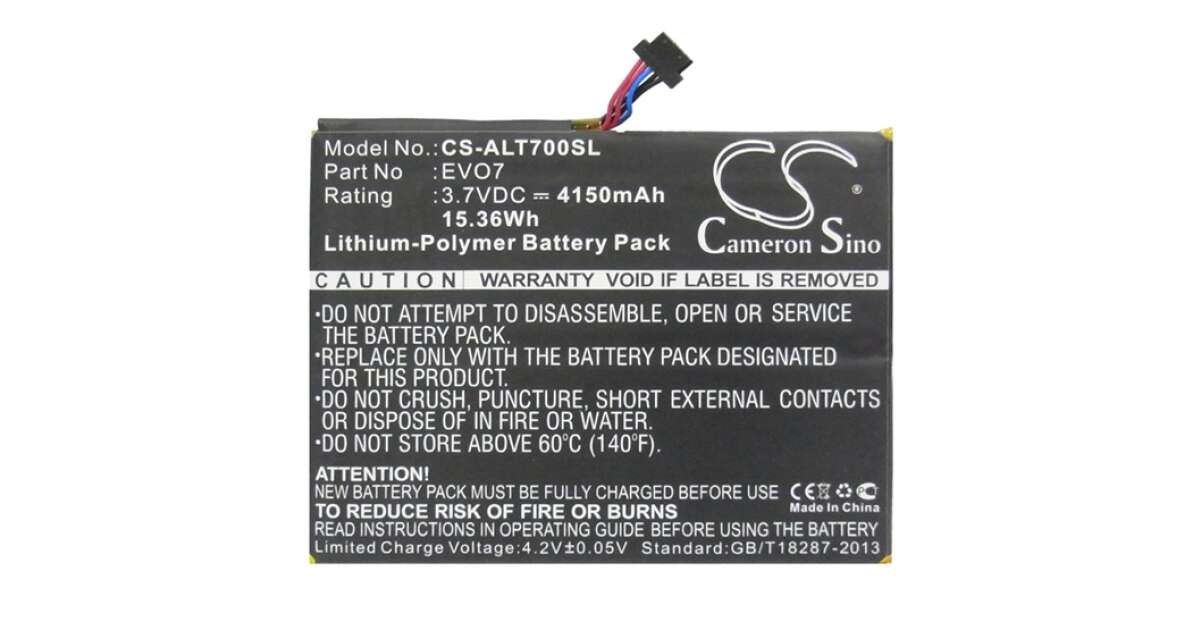 Model No.:CS-ALT700SL
Part No :EVO7
Rating :3.7VDC ⎓ 4150mAh
15.36Wh
Lithium-Polymer Battery Pack
CS
®
Cameron Sino
CAUTION WARRANTY VOID IF LABEL IS REMOVED
•DO NOT ATTEMPT TO DISASSEMBLE, OPEN OR SERVICE
THE BATTERY PACK.
•REPLACE ONLY WITH THE BATTERY PACK DESIGNATED
FOR THIS PRODUCT.
•DO NOT CRUSH, PUNCTURE, SHORT EXTERNAL CONTACTS
OR DISPOSE OF IN FIRE OR WATER.
•DO NOT STORE ABOVE 60°C (140°F).
ATTENTION!
NEW BATTERY PACK MUST BE FULLY CHARGED BEFORE USE
CE
Made In China
TO REDUCE RISK OF FIRE OR BURNS
READ INSTRUCTIONS IN OPERATING GUIDE BEFORE USING THE BATTERY
Limited Charge Voltage:4.2V±0.05V Standard:GB/T18287-2013